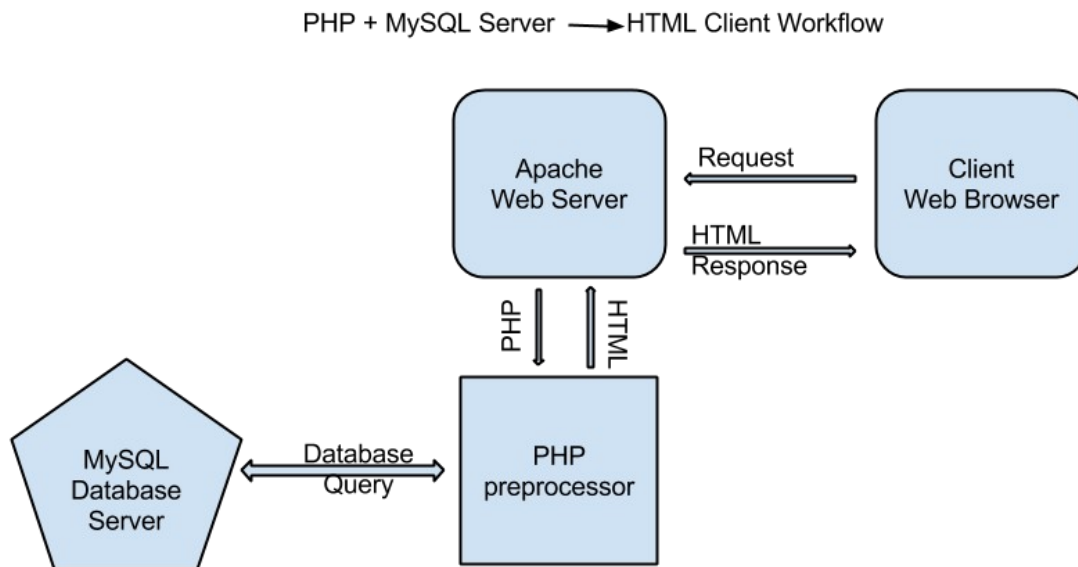 PHP + MySQL Server HTML Client Workflow
Apache
Web Server
Request
Client
Web Browser
HTML
Response
PHP
HTML
MySQL
Database
Server
Database
Query
PHP
preprocessor